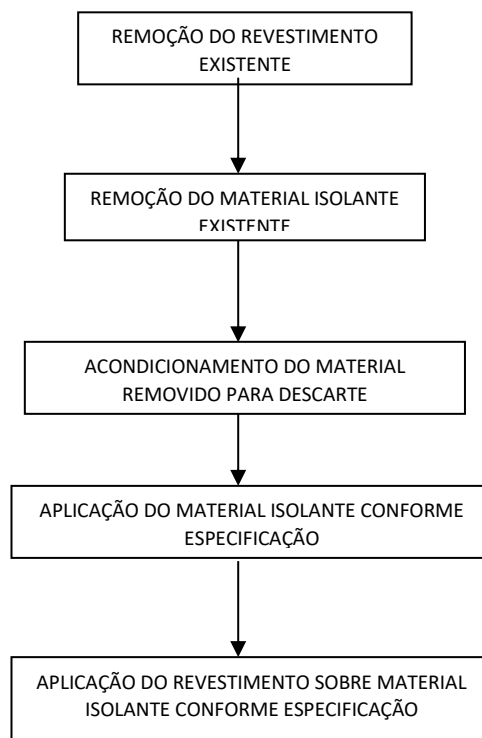 REMOÇÃO DO REVESTIMENTO
EXISTENTE
REMOÇÃO DO MATERIAL ISOLANTE
EXISTENTE
ACONDICIONAMENTO DO MATERIAL
REMOVIDO PARA DESCARTE
APLICAÇÃO DO MATERIAL ISOLANTE CONFORME
ESPECIFICAÇÃO
APLICAÇÃO DO REVESTIMENTO SOBRE MATERIAL
ISOLANTE CONFORME ESPECIFICAÇÃO